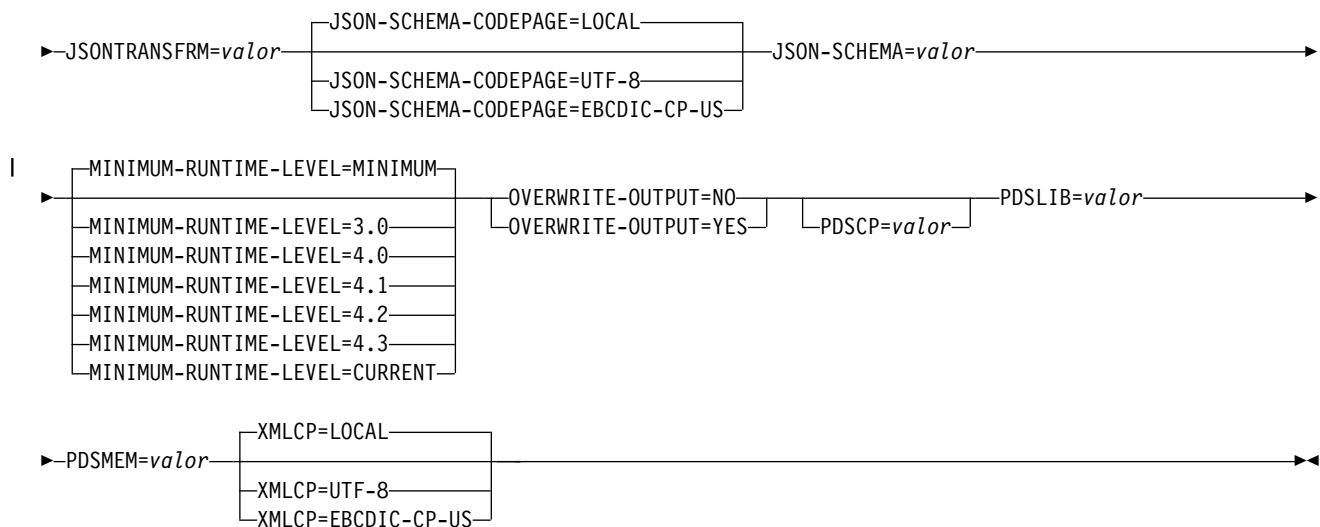 JSON-SCHEMA-CODEPAGE=LOCAL
JSONTRANSFRM=valor JSON-SCHEMA=valor
JSON-SCHEMA-CODEPAGE=UTF-8
JSON-SCHEMA-CODEPAGE=EBCDIC-CP-US
MINIMUM-RUNTIME-LEVEL=MINIMUM
OVERWRITE-OUTPUT=NO PDSLIB=valor
MINIMUM-RUNTIME-LEVEL=3.0 OVERWRITE-OUTPUT=YES PDSCP=valor
MINIMUM-RUNTIME-LEVEL=4.0
MINIMUM-RUNTIME-LEVEL=4.1
MINIMUM-RUNTIME-LEVEL=4.2
MINIMUM-RUNTIME-LEVEL=4.3
MINIMUM-RUNTIME-LEVEL=CURRENT
XMLCP=LOCAL
PDSMEM=valor
XMLCP=UTF-8
XMLCP=EBCDIC-CP-US